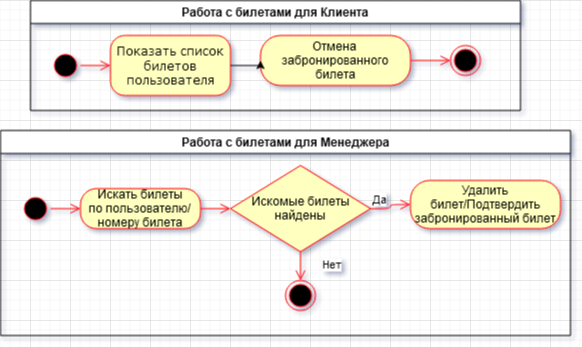 Работа с билетами для Клиента
Показать список
билетов
пользователя
Отмена
забронированного
билета
Работа с билетами для Менеджера
Искать билеты
по пользователю/
номеру билета
Искомые билеты
найдены
Да
Удалить
билет/Подтвердить
забронированный билет
Нет